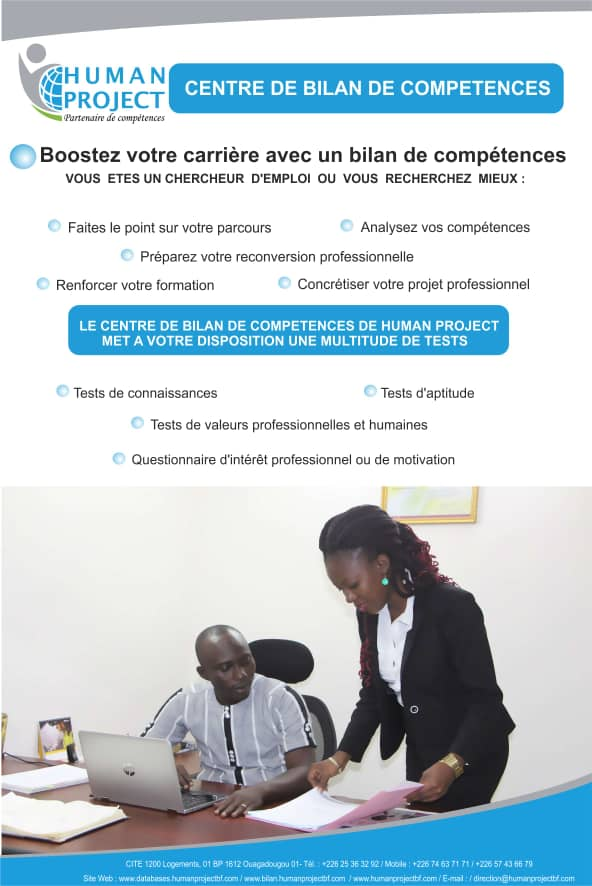 HUMAN
PROJECT
Partenaire de compétences
CENTRE DE BILAN DE COMPETENCES
Boostez votre carrière avec un bilan de compétences
VOUS ETES UN CHERCHEUR D'EMPLOI OU VOUS RECHERCHEZ MIEUX :
Faites le point sur votre parcours
Analysez vos compétences
Préparez votre reconversion professionnelle
Renforcer votre formation
Concrétiser votre projet professionnel
LE CENTRE DE BILAN DE COMPETENCES DE HUMAN PROJECT
MET A VOTRE DISPOSITION UNE MULTITUDE DE TESTS
Tests de connaissances
Tests d'aptitude
Tests de valeurs professionnelles et humaines
Questionnaire d'intérêt professionnel ou de motivation
hp
CITE 1200 Logements, 01 BP 1612 Ouagadougou 01- Tél. : +226 25 36 32 92 / Mobile : +226 74 63 71 71 / +226 57 43 66 79
Site Web : www.databases.humanprojectbf.com / www.bilan.humanprojectbf.com / www.humanprojectbf.com / E-mail : / direction@humanprojectbf.com